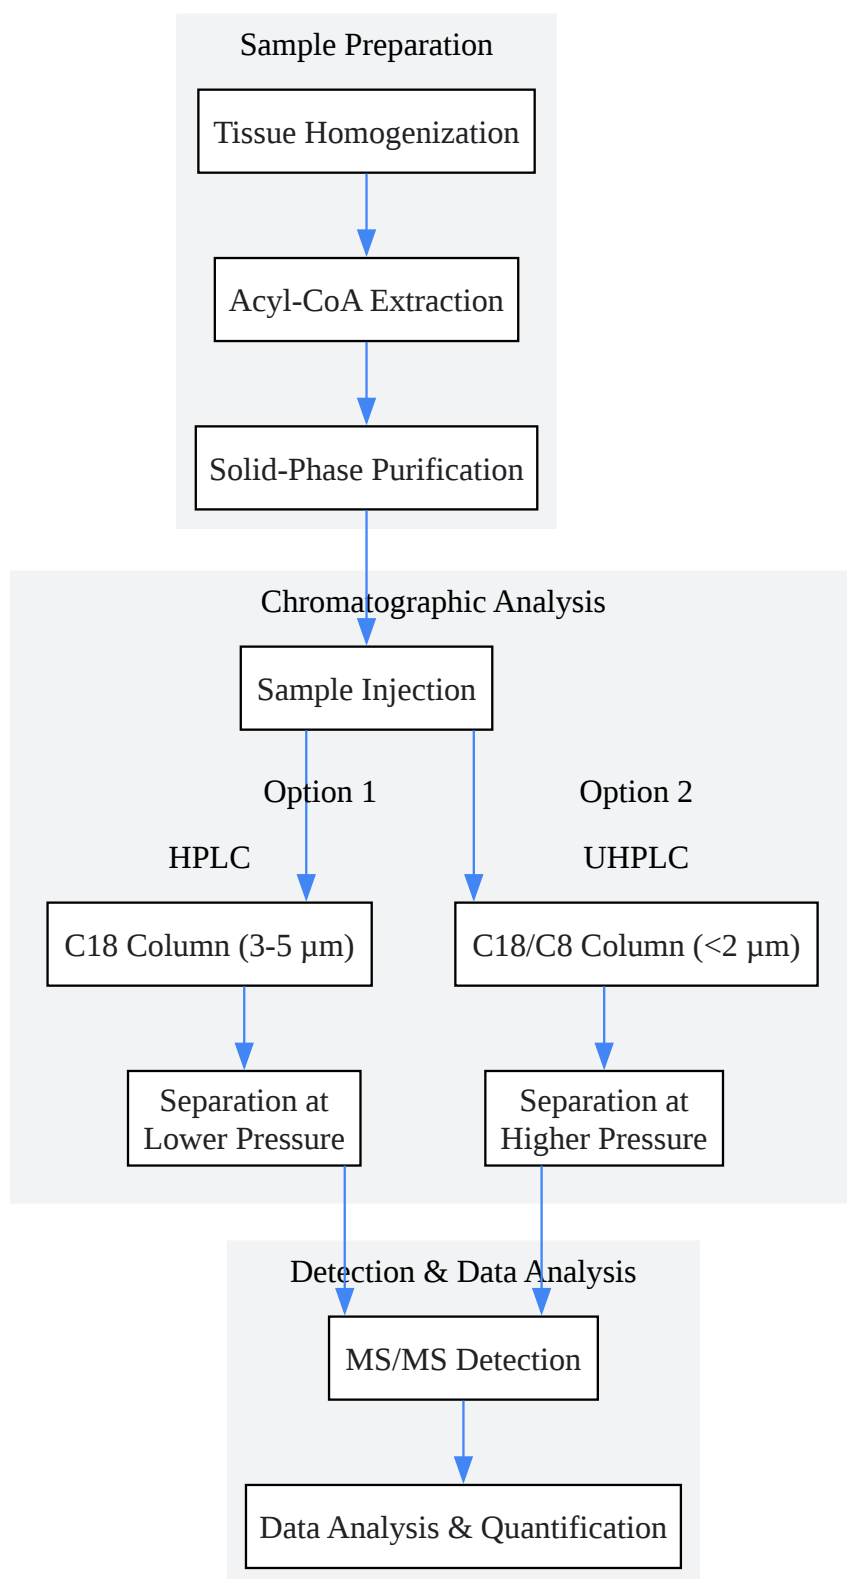 Sample Preparation
Tissue Homogenization
Acyl-CoA Extraction
Solid-Phase Purification
Chromatographic Analysis
Sample Injection
Option 1
Option 2
HPLC
UHPLC
C18 Column (3-5 µm)
C18/C8 Column (<2 µm)
Separation at
Lower Pressure
Separation at
Higher Pressure
Detection & Data Analysis
MS/MS Detection
Data Analysis & Quantification